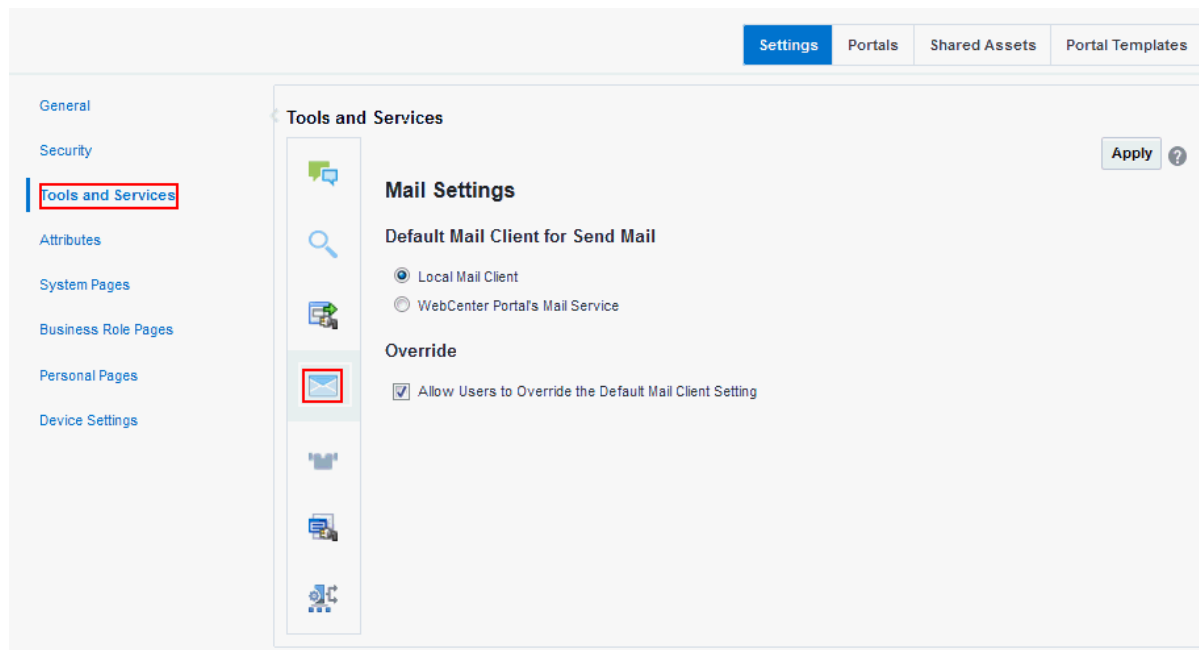 Settings Portals Shared Assets Portal Templates
General
Security
Tools and Services
Attributes
System Pages
Business Role Pages
Personal Pages
Device Settings
Tools and Services
Apply ?
Mail Settings
Default Mail Client for Send Mail
Local Mail Client
WebCenter Portal's Mail Service
Override
Allow Users to Override the Default Mail Client Setting